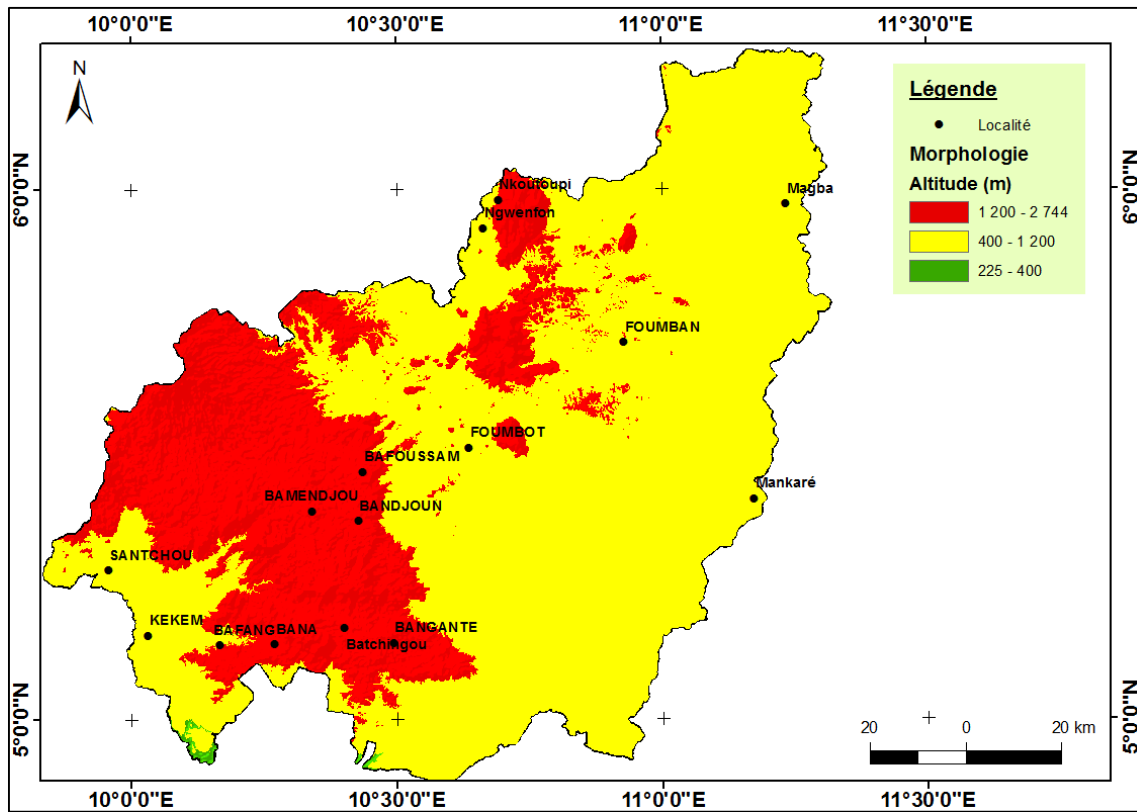 10°0'0"E 10°30'0"E 11°0'0"E 11°30'0"E
N
Légende
Localité
Morphologie
Altitude (m)
1 200 - 2 744
400 - 1 200
225 - 400
6°0'0"N
6°0'0"N
Nkoutoupi
Magba
Ngwenfon
FOUMBAN
FOUMBOT
BAFOUSSAM
Mankaré
BAMENDJOU
BANDJOUN
SANTCHOU
KEKEM
BAFANG
BANA
BANGANTE
Batchingou
5°0'0"N
5°0'0"N
20 0 20 km
10°0'0"E 10°30'0"E 11°0'0"E 11°30'0"E